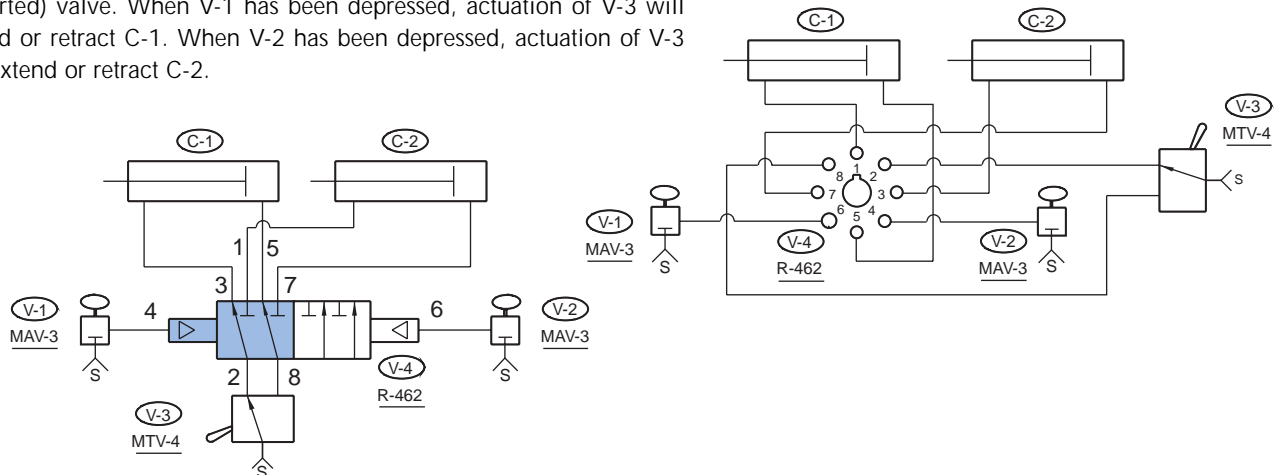 rted) valve. When V-1 has been depressed, actuation of V-3 will
d or retract C-1. When V-2 has been depressed, actuation of V-3
extend or retract C-2.
C-1
C-2
1
5
3
7
V-1
MAV-3
4
6
V-2
MAV-3
S
S
2
8
V-4
R-462
V-3
MTV-4
S
C-1
C-2
V-3
MTV-4
S
1
8
2
7
3
6
4
5
V-1
MAV-3
S
V-4
R-462
V-2
MAV-3
S